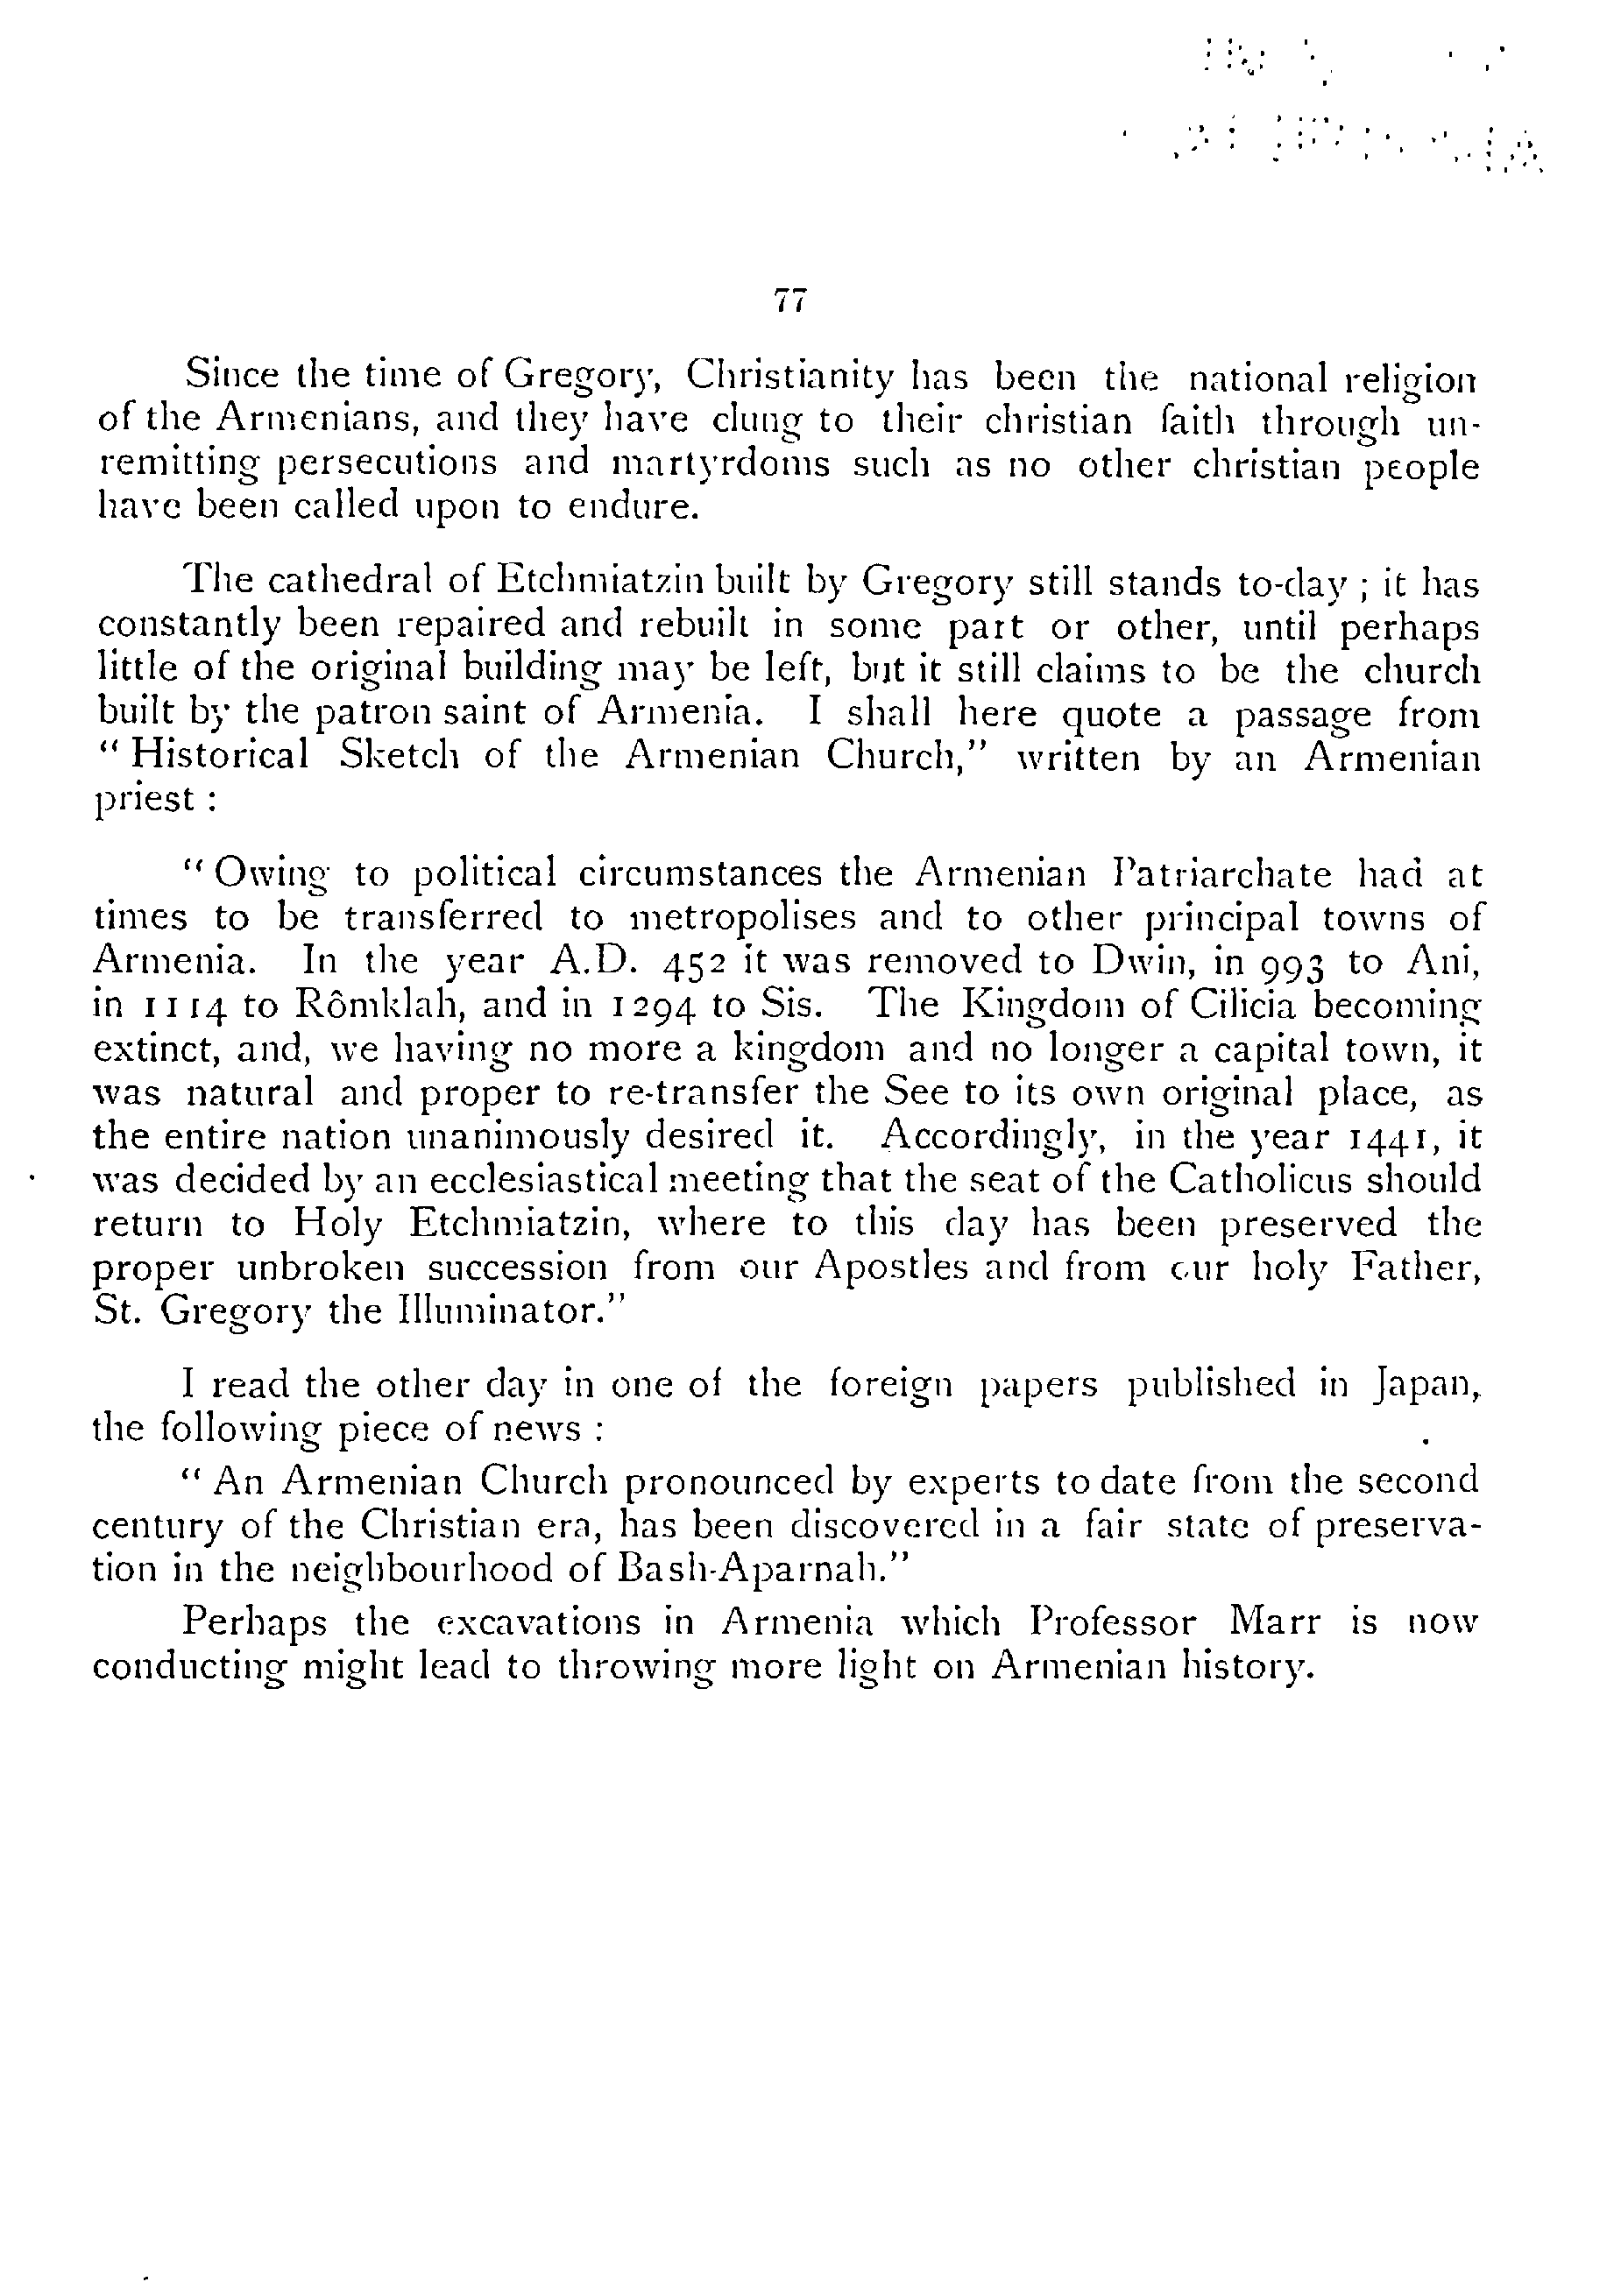 77
Since the time of Gregory, Christianity has been the national religion
of the Armenians, and they have clung to their christian faith through un-
remitting persecutions and martyrdoms such as no other christian people
have been called upon to endure.
The cathedral of Etchmiatzin built by Gregory still stands to-day ; it has
constantly been repaired and rebuilt in some part or other, until perhaps
little of the original building may be left, but it still claims to be the church
built by the patron saint of Armenia. I shall here quote a passage from
“ Historical Sketch of the Armenian Church,” written by an Armenian
priest :
“ Owing to political circumstances the Armenian Patriarchate had at
times to be transferred to metropolises and to other principal towns of
Armenia. In the year A.D. 452 it was removed to Dwin, in 993 to Ani,
in 1114 to Rômklah, and in 1294 to Sis. The Kingdom of Cilicia becoming
extinct, and, we having no more a kingdom and no longer a capital town, it
was natural and proper to re-transfer the See to its own original place, as
the entire nation unanimously desired it. Accordingly, in the year 1441, it
was decided by an ecclesiastical meeting that the seat of the Catholicus should
return to Holy Etchmiatzin, where to this day has been preserved the
proper unbroken succession from our Apostles and from our holy Father,
St. Gregory the Illuminator.”
I read the other day in one of the foreign papers published in Japan,
the following piece of news :
“ An Armenian Church pronounced by experts to date from the second
century of the Christian era, has been discovered in a fair state of preserva-
tion in the neighbourhood of Bash-Aparnah.”
Perhaps the excavations in Armenia which Professor Marr is now
conducting might lead to throwing more light on Armenian history.